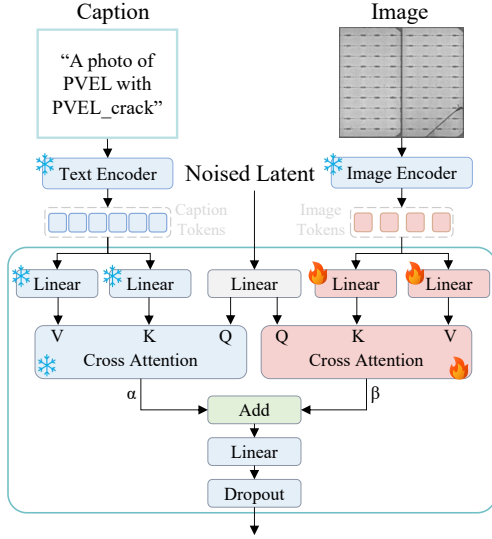 Caption
Image
“A photo of
PVEL with
PVEL_crack”
Text Encoder
Noised Latent
Image Encoder
Caption
Tokens
Image
Tokens
Linear
Linear
Linear
Linear
Linear
V
K
Q
Q
K
V
Cross Attention
Cross Attention
α
β
Add
Linear
Dropout